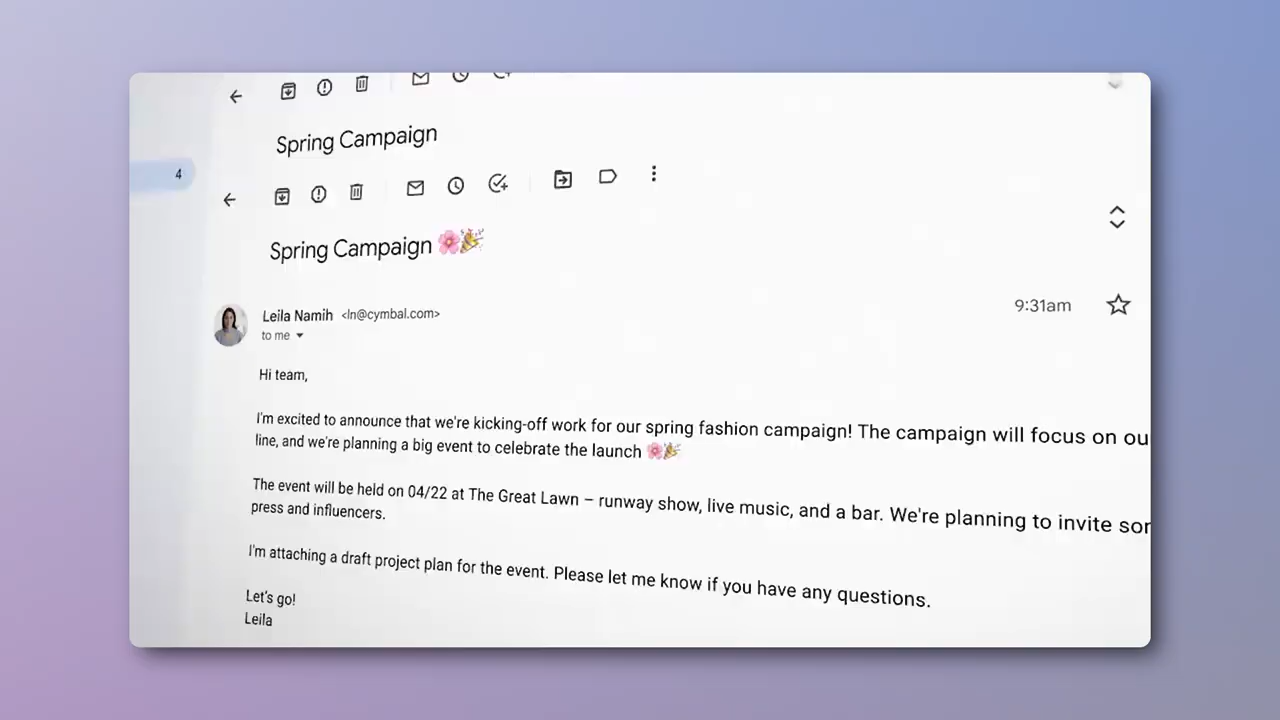 Spring Campaign
4
Spring Campaign 🌸🎉
Leila Namih <ln@cymbal.com>
9:31am
to me
Hi team,
I'm excited to announce that we're kicking-off work for our spring fashion campaign! The campaign will focus on
line, and we're planning a big event to celebrate the launch 🌸🎉
The event will be held on 04/22 at The Great Lawn – runway show, live music, and a bar. We're planning to invite
press and influencers.
I'm attaching a draft project plan for the event. Please let me know if you have any questions.
Let's go!
Leila